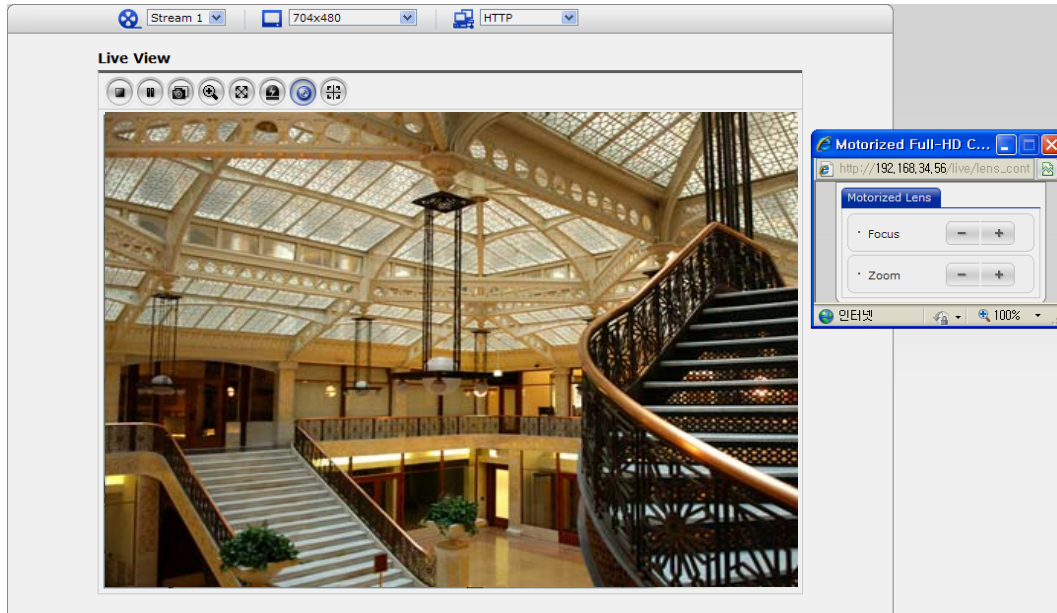 Stream 1
704x480
HTTP
Live View
Motorized Full-HD C...
http://192,168,34,56/live/lens_cont
Motorized Lens
· Focus
· Zoom
인터넷
100%